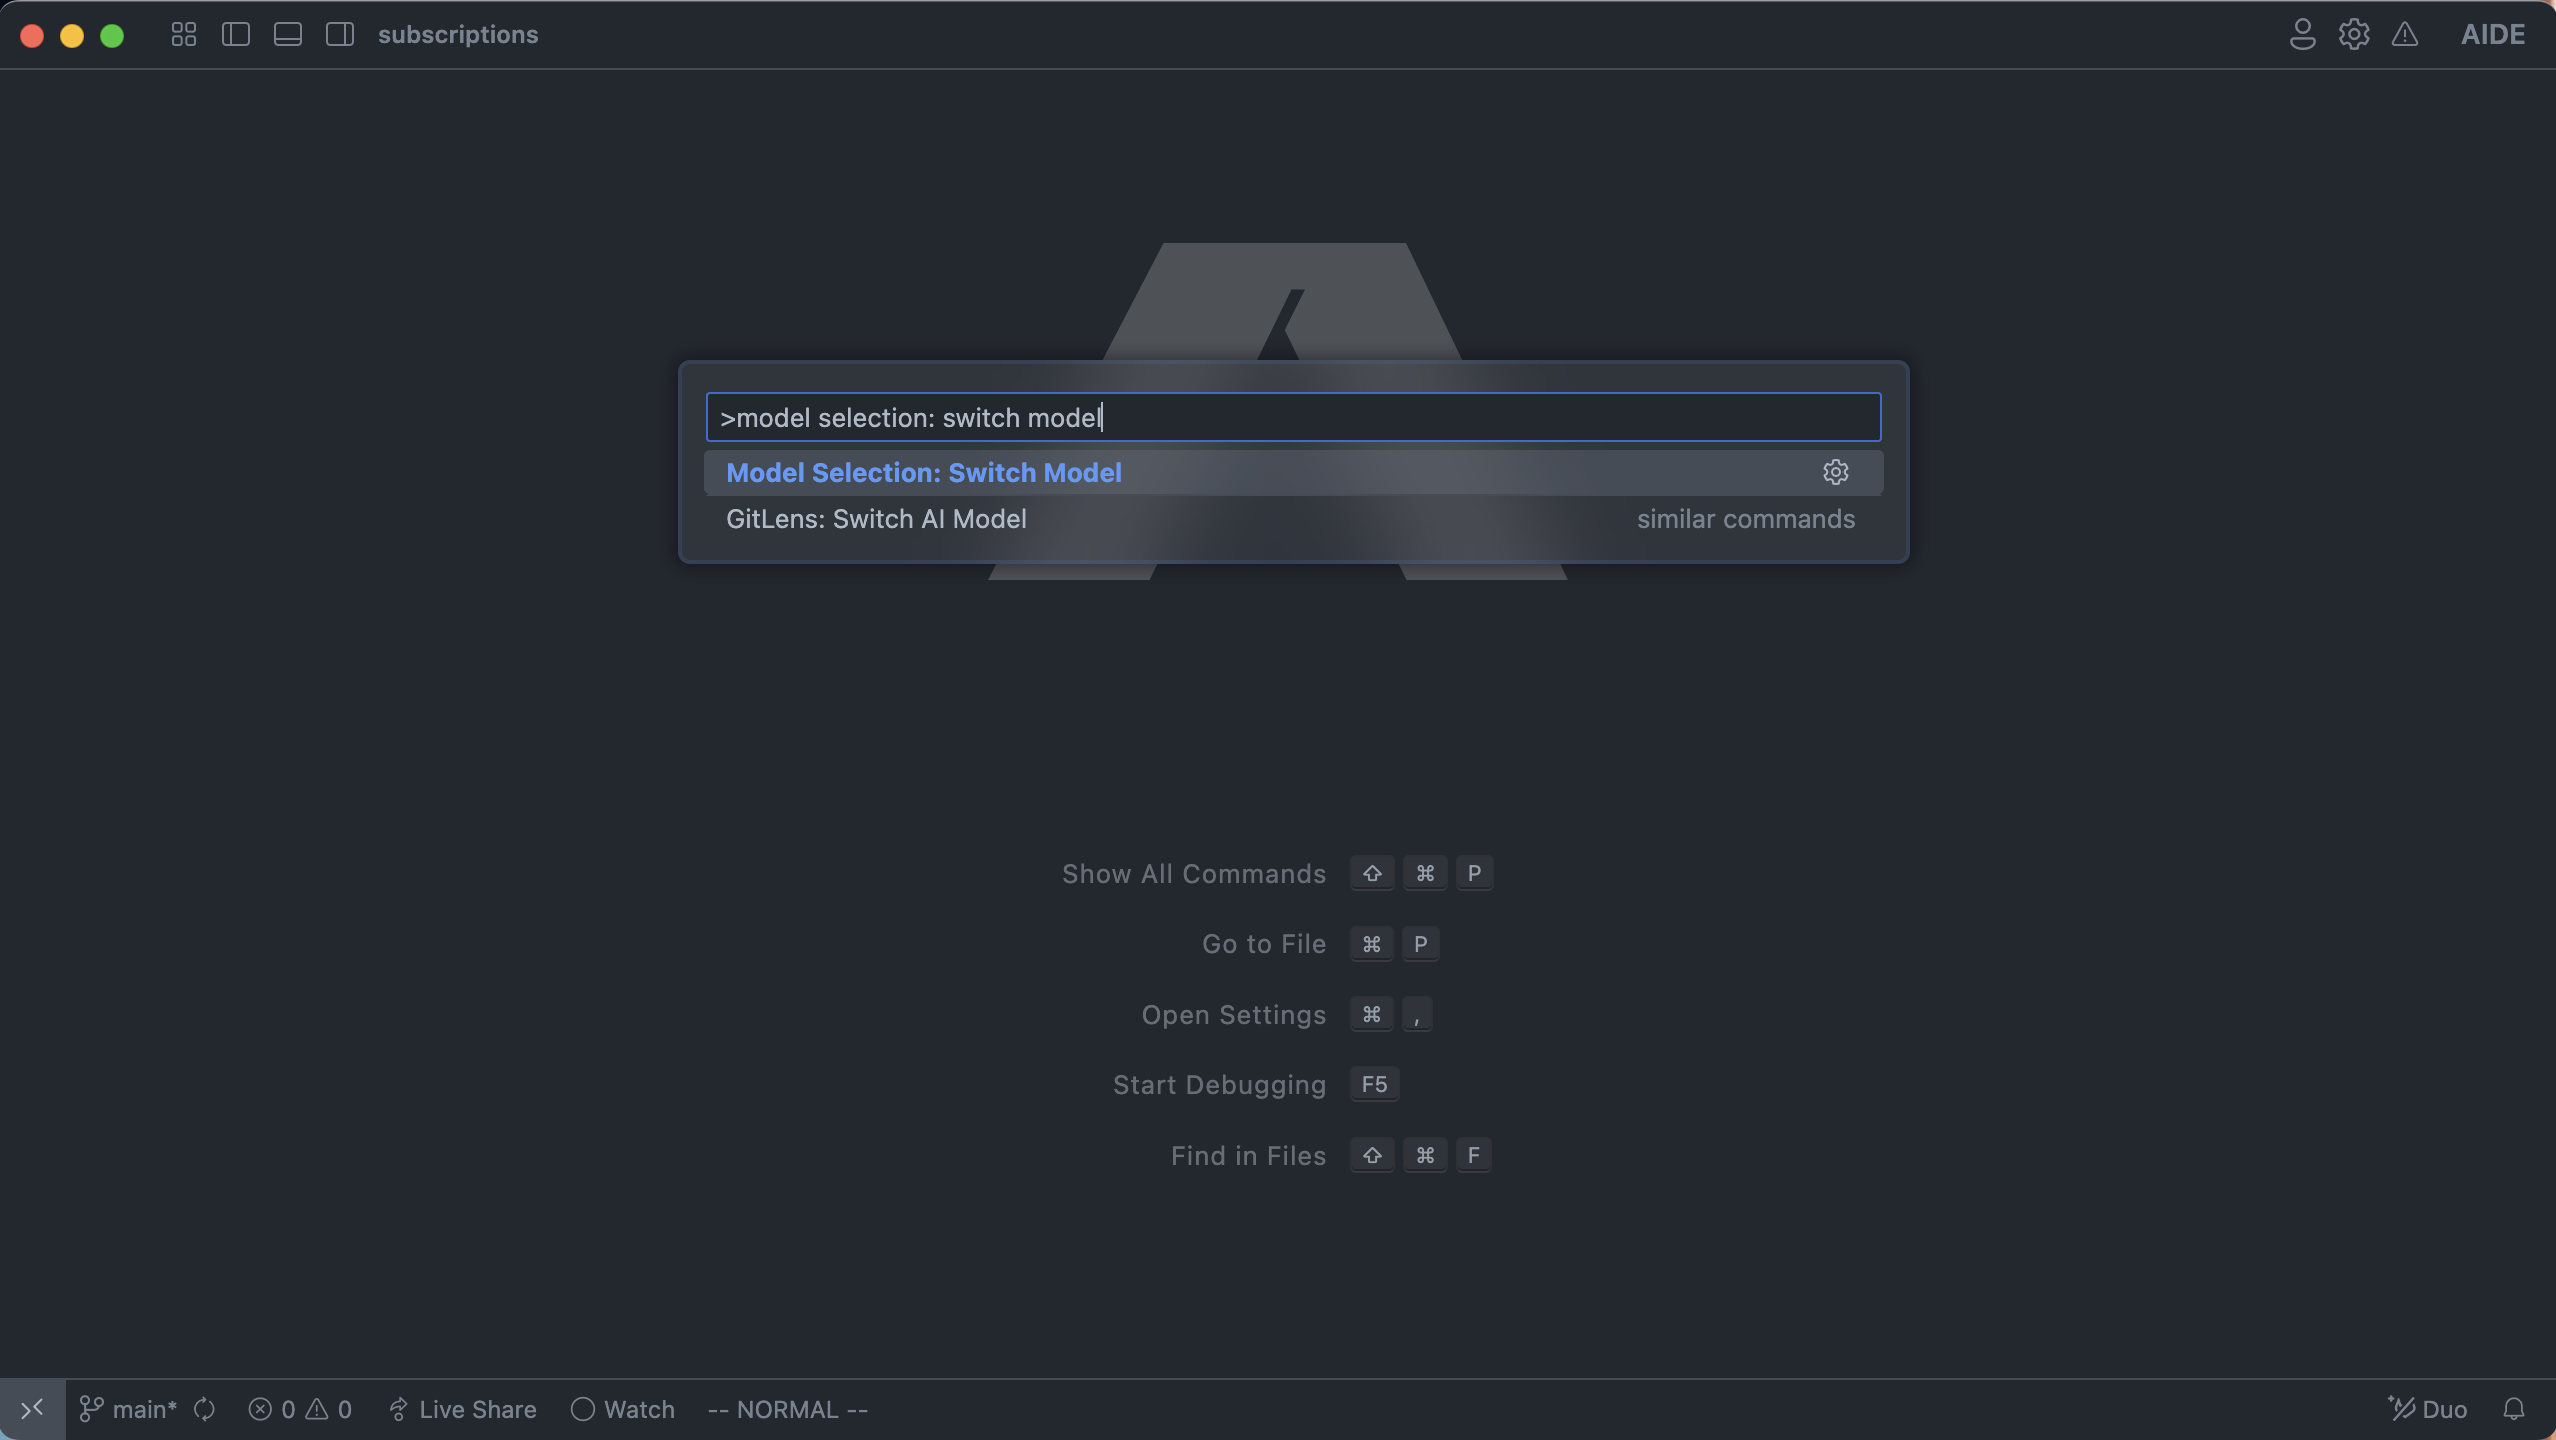 subscriptions
AIDE
>model selection: switch model
Model Selection: Switch Model
GitLens: Switch AI Model similar commands
Show All Commands ⇧ ⌘ P
Go to File ⌘ P
Open Settings ⌘ ,
Start Debugging F5
Find in Files ⇧ ⌘ F
main* 0 0 Live Share Watch -- NORMAL -- Duo